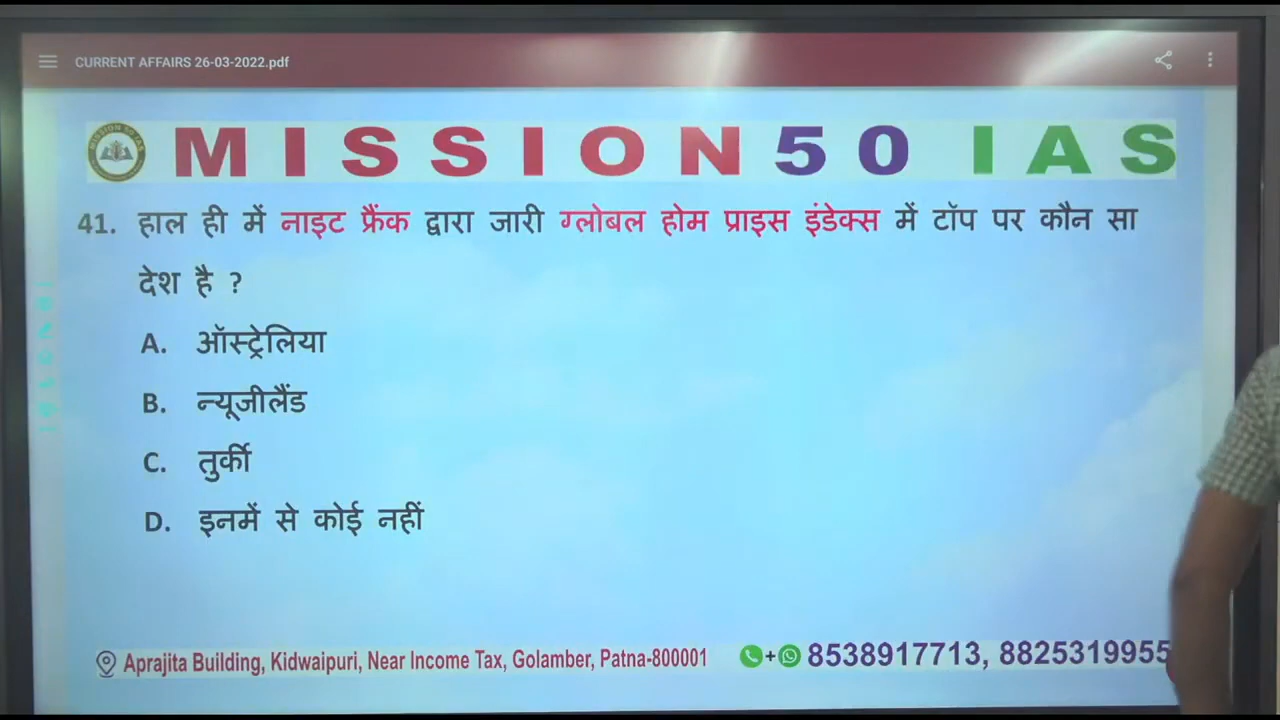 CURRENT AFFAIRS 26-03-2022.pdf
MISSION 50 IAS
41. हाल ही में नाइट फ्रैंक द्वारा जारी ग्लोबल होम प्राइस इंडेक्स में टॉप पर कौन सा
देश है ?
A. ऑस्ट्रेलिया
B. न्यूजीलैंड
C. तुर्की
D. इनमें से कोई नहीं
Aprajita Building, Kidwaipuri, Near Income Tax, Golamber, Patna-800001
+ 8538917713, 8825319955